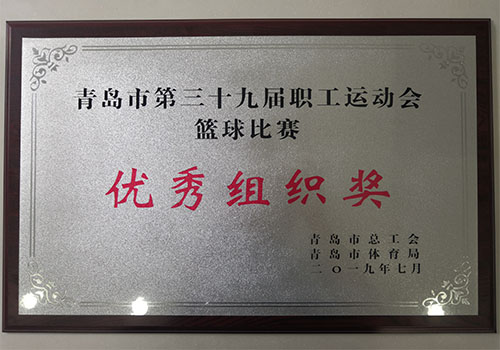 青岛市第三十九届职工运动会
篮球比赛
优秀组织奖
青岛市总工会
青岛市体育局
二〇一九年七月